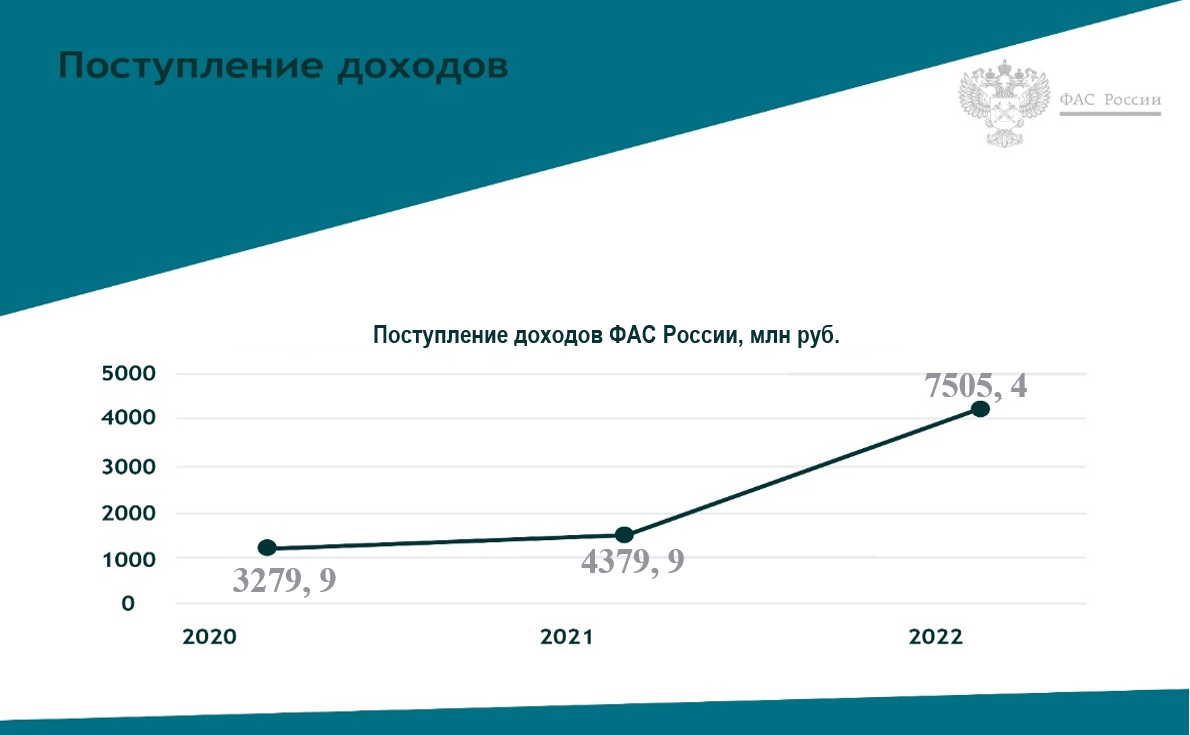 Поступление доходов
ФАС России
Поступление доходов ФАС России, млн руб.
5000
4000
3000
2000
1000
0
7505, 4
4379, 9
3279, 9
2020 2021 2022